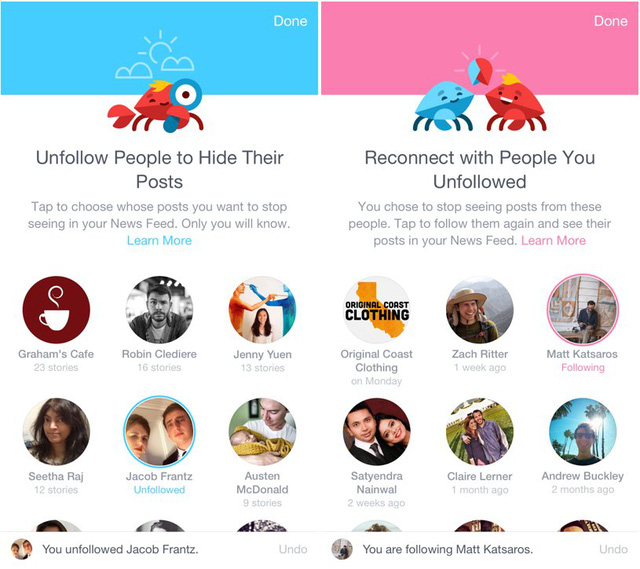 Done
Unfollow People to Hide Their
Posts
Tap to choose whose posts you want to stop
seeing in your News Feed. Only you will know.
Learn More
Graham's Cafe
23 stories
Robin Clediere
16 stories
Jenny Yuen
13 stories
Seetha Raj
12 stories
Jacob Frantz
Unfollowed
Austen
McDonald
9 stories
You unfollowed Jacob Frantz.
Undo
Done
Reconnect with People You
Unfollowed
You chose to stop seeing posts from these
people. Tap to follow them again and see their
posts in your News Feed. Learn More
ORIGINAL COAST
CLOTHING
Original Coast
Clothing
on Monday
Zach Ritter
1 week ago
Matt Katsaros
Following
Satyendra
Nainwal
2 weeks ago
Claire Lerner
1 month ago
Andrew Buckley
2 months ago
You are following Matt Katsaros.
Undo